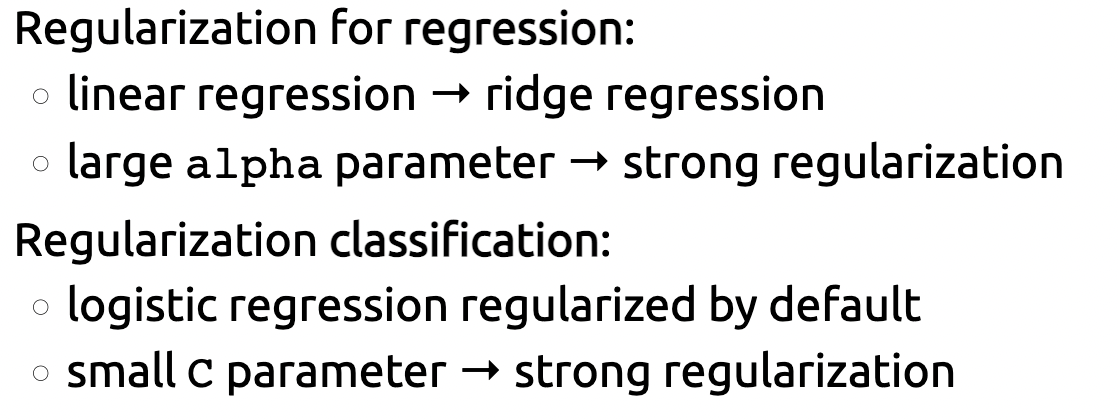 Regularization for regression:
○ linear regression → ridge regression
○ large alpha parameter → strong regularization
Regularization classification:
○ logistic regression regularized by default
○ small C parameter → strong regularization